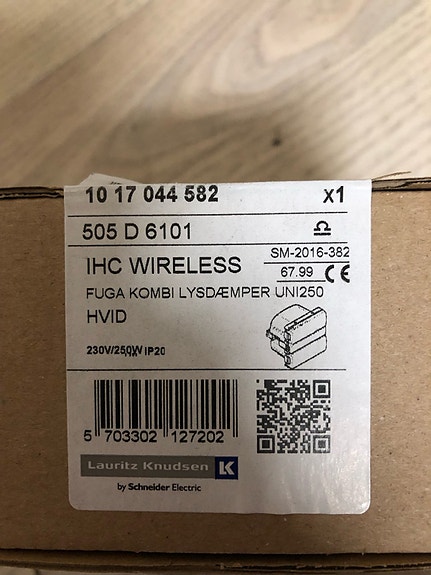 10 17 044 582 x1
505 D 6101
IHC WIRELESS SM-2016-382
67.99 CE
FUGA KOMBI LYSDÆMPER UNI250
HVID
230V/250W IP20
5 703302 127202
Lauritz Knudsen LK
by Schneider Electric